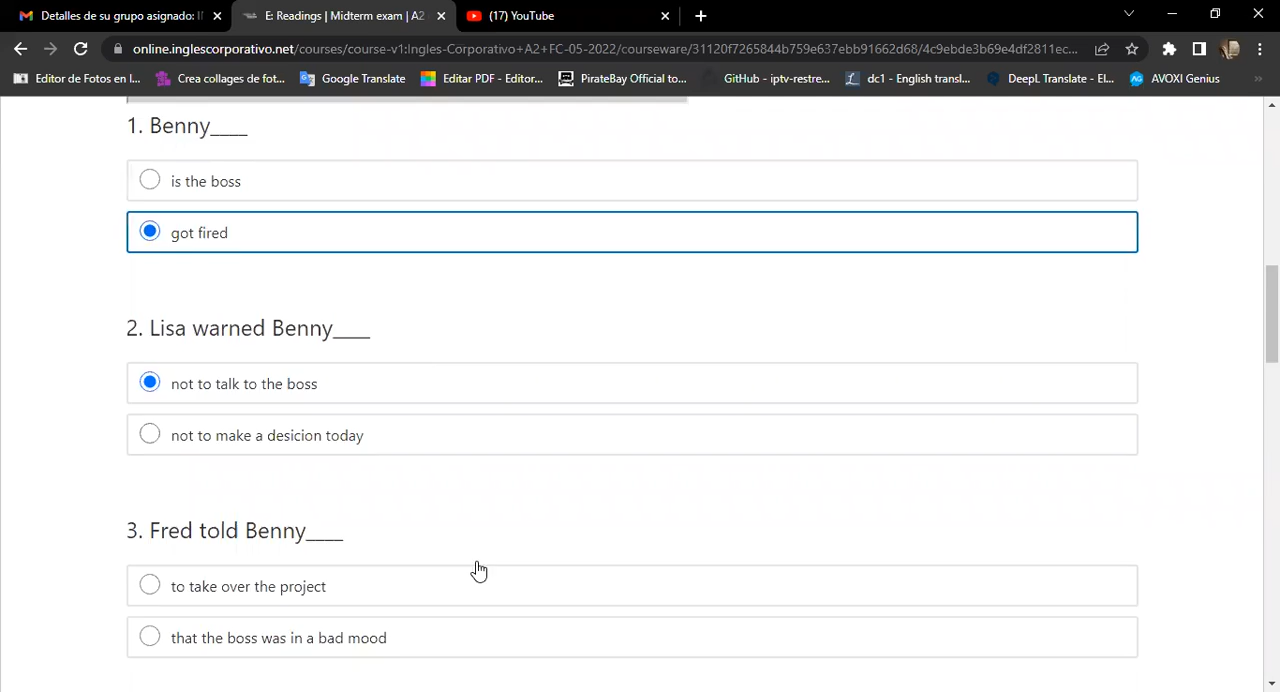 Detalles de su grupo asignado: I
E: Readings | Midterm exam | A2
(17) YouTube
online.inglescorporativo.net/courses/course-v1:Ingles-Corporativo+A2+FC-05-2022/courseware/31120f7265844b759e637ebb91662d68/4c9ebde3b69e4df2811ec...
Editor de Fotos en l... Crea collages de fot... Google Translate Editar PDF - Editor... PirateBay Official to... GitHub - iptv-restre... dc1 - English transl... DeepL Translate - El... AVOXI Genius »
1. Benny____
is the boss
got fired
2. Lisa warned Benny____
not to talk to the boss
not to make a desicion today
3. Fred told Benny____
to take over the project
that the boss was in a bad mood